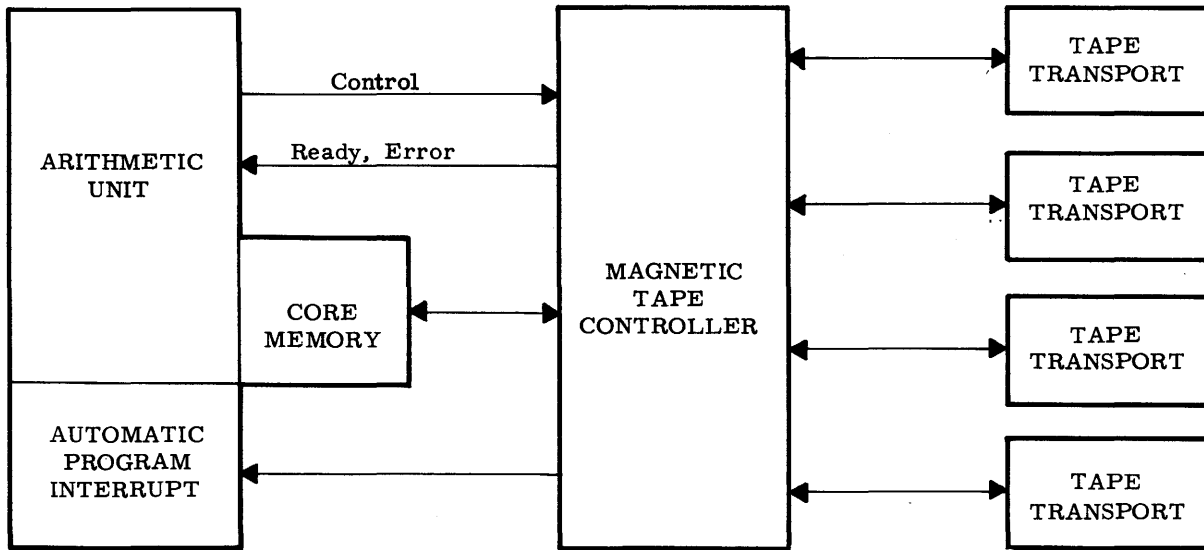 ARITHMETIC
UNIT
Control
Ready, Error
CORE
MEMORY
AUTOMATIC
PROGRAM
INTERRUPT
MAGNETIC
TAPE
CONTROLLER
TAPE
TRANSPORT
TAPE
TRANSPORT
TAPE
TRANSPORT
TAPE
TRANSPORT